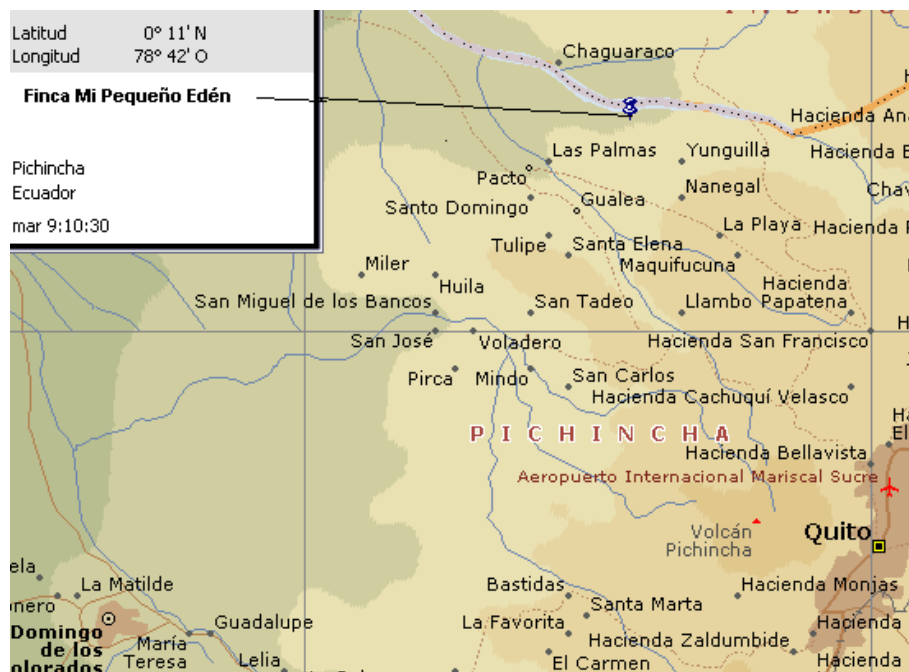 Latitud 0° 11' N
Longitud 78° 42' O
Finca Mi Pequeño Edén
Pichincha
Ecuador
mar 9:10:30
Chaguaraco
Hacienda
Las Palmas
Yunguilla
Hacienda
Pacto
Nanegal
Santo Domingo
Gualea
La Playa
Hacienda
Tulipe
Santa Elena
Maquifucuna
Miler
Huila
Hacienda
San Miguel de los Bancos
San Tadeo
Llambo Papatena
San José
Voladero
Hacienda San Francisco
Pirca
Mindo
San Carlos
Hacienda Cachuquí Velasco
PICHINCHA
El
Hacienda Bellavista
Aeropuerto Internacional Mariscal Sucre
Volcán
Pichincha
Quito
La Matilde
Bastidas
Hacienda Monjas
Santa Marta
Domingo
de los
Guadalupe
La Favorita
Hacienda
María
Teresa
Hacienda Zaldumbide
Lelia
El Carmen
Hacienda